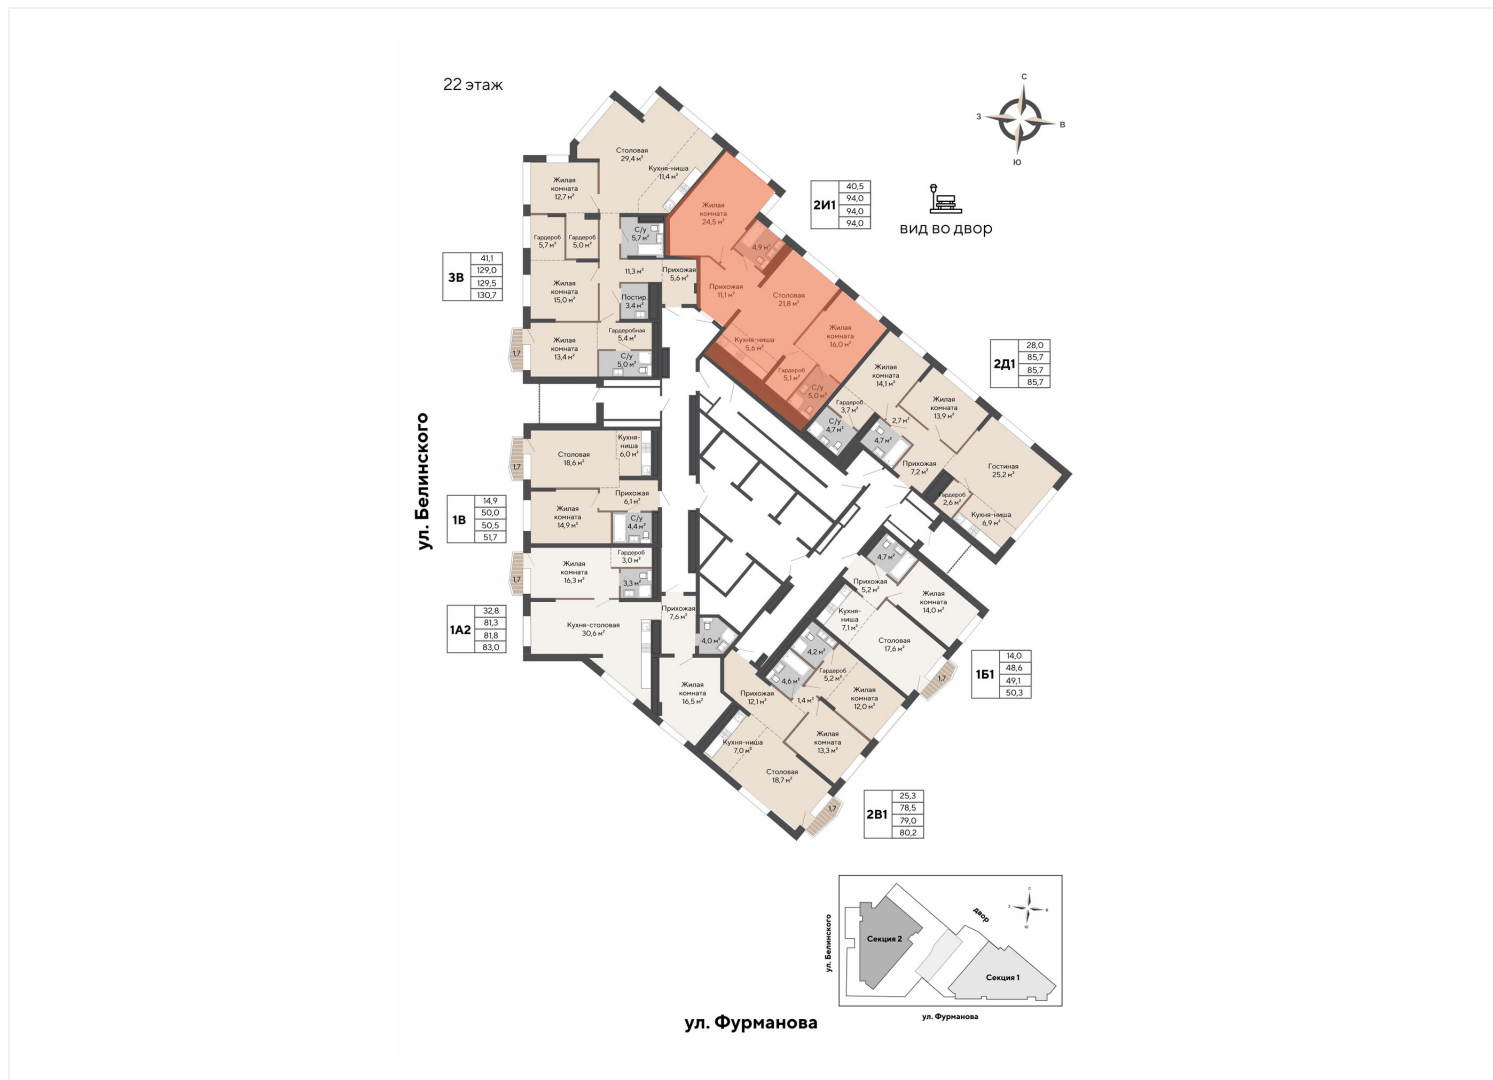 22 этаж
С
З
В
Ю
вид во двор
2И1
40,5
94,0
94,0
94,0
Столовая
29,4 м²
Кухня-ниша
11,4 м²
Жилая
комната
12,7 м²
Жилая
комната
24,5 м²
Гардероб
5,7 м²
Гардероб
5,0 м²
С/у
5,7 м²
4,9 м²
3В
41,1
129,0
129,5
130,7
11,3 м²
Прихожая
5,6 м²
Жилая
комната
15,0 м²
Постир.
3,4 м²
Прихожая
11,1 м²
Столовая
21,8 м²
Жилая
комната
16,0 м²
Кухня-ниша
5,6 м²
Гардероб
5,1 м²
С/у
5,0 м²
1,7
Жилая
комната
13,4 м²
Гардеробная
5,4 м²
С/у
5,0 м²
2Д1
28,0
85,7
85,7
85,7
Жилая
комната
14,1 м²
Жилая
комната
13,9 м²
Гардероб
3,7 м²
2,7 м²
С/у
4,7 м²
4,7 м²
Прихожая
7,2 м²
Гостиная
25,2 м²
Гардероб
2,6 м²
Кухня-ниша
6,9 м²
ул. Белинского
1,7
Столовая
18,6 м²
Кухня-
ниша
6,0 м²
1В
14,9
50,0
50,5
51,7
Жилая
комната
14,9 м²
Прихожая
6,1 м²
С/у
4,4 м²
1,7
Жилая
комната
16,3 м²
Гардероб
3,0 м²
3,3 м²
1А2
32,8
81,3
81,8
83,0
Кухня-столовая
30,6 м²
Прихожая
7,6 м²
4,0 м²
Жилая
комната
16,5 м²
4,7 м²
Прихожая
5,2 м²
Жилая
комната
14,0 м²
Кухня-
ниша
7,1 м²
Столовая
17,6 м²
1,7
1Б1
14,0
48,6
49,1
50,3
4,2 м²
4,6 м²
Гардероб
5,2 м²
Прихожая
12,1 м²
1,4 м²
Жилая
комната
12,0 м²
Кухня-ниша
7,0 м²
Жилая
комната
13,3 м²
Столовая
18,7 м²
1,7
2В1
25,3
78,5
79,0
80,2
ул. Белинского
Секция 2
двор
Секция 1
С
З
В
Ю
ул. Фурманова
ул. Фурманова